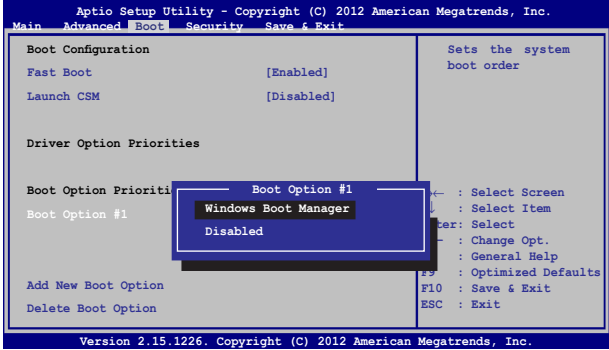 Aptio Setup Utility - Copyright (C) 2012 American Megatrends, Inc.
Main Advanced Boot Security Save & Exit
Boot Configuration
Fast Boot [Enabled]
Launch CSM [Disabled]
Driver Option Priorities
Boot Option Prioriti
Boot Option #1
Add New Boot Option
Delete Boot Option
Boot Option #1
Windows Boot Manager
Disabled
Sets the system
boot order
← : Select Screen
: Select Item
ter: Select
– : Change Opt.
: General Help
F9 : Optimized Defaults
F10 : Save & Exit
ESC : Exit
Version 2.15.1226. Copyright (C) 2012 American Megatrends, Inc.